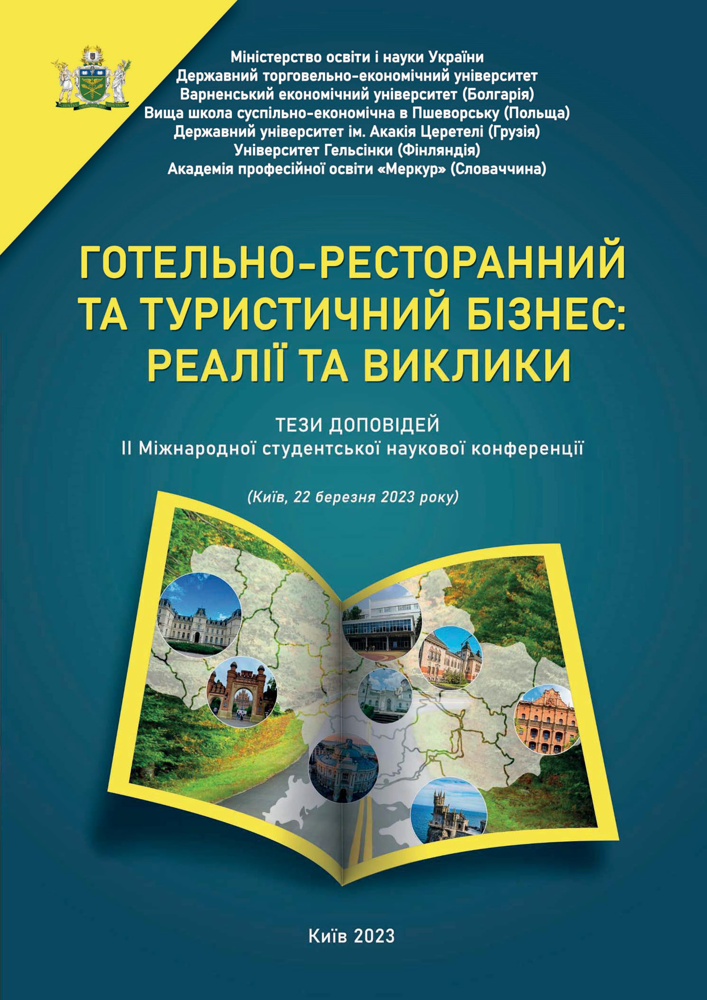 SCIENTIA DIFFICILIS SED FRUCTUOSA
Міністерство освіти і науки України
Державний торговельно-економічний університет
Варненський економічний університет (Болгарія)
Вища школа суспільно-економічна в Пшеворську (Польща)
Державний університет ім. Акакія Церетелі (Грузія)
Університет Гельсінки (Фінляндія)
Академія професійної освіти «Меркур» (Словаччина)
ГОТЕЛЬНО-РЕСТОРАННИЙ
ТА ТУРИСТИЧНИЙ БІЗНЕС:
РЕАЛІЇ ТА ВИКЛИКИ
ТЕЗИ ДОПОВІДЕЙ
ІІ Міжнародної студентської наукової конференції
(Київ, 22 березня 2023 року)
Київ 2023